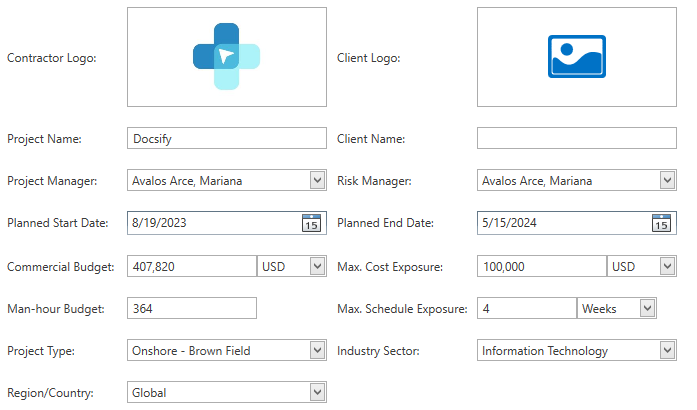 Contractor Logo: Client Logo:
Project Name: Docsify Client Name:
Project Manager: Avalos Arce, Mariana Risk Manager: Avalos Arce, Mariana
Planned Start Date: 8/19/2023 15 Planned End Date: 5/15/2024 15
Commercial Budget: 407,820 USD Max. Cost Exposure: 100,000 USD
Man-hour Budget: 364 Max. Schedule Exposure: 4 Weeks
Project Type: Onshore - Brown Field Industry Sector: Information Technology
Region/Country: Global